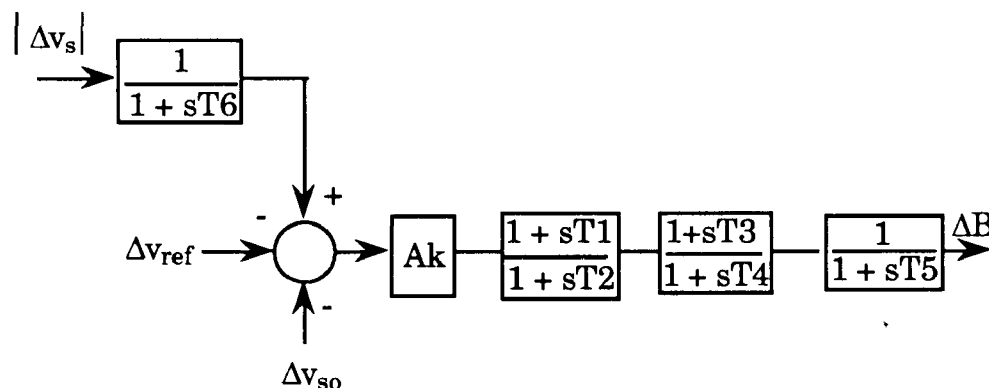 | Δv_s |
1
1 + sT6
+
-
Δv_ref
-
Δv_so
Ak
1 + sT1
1 + sT2
1+sT3
1 + sT4
1
1 + sT5
ΔB